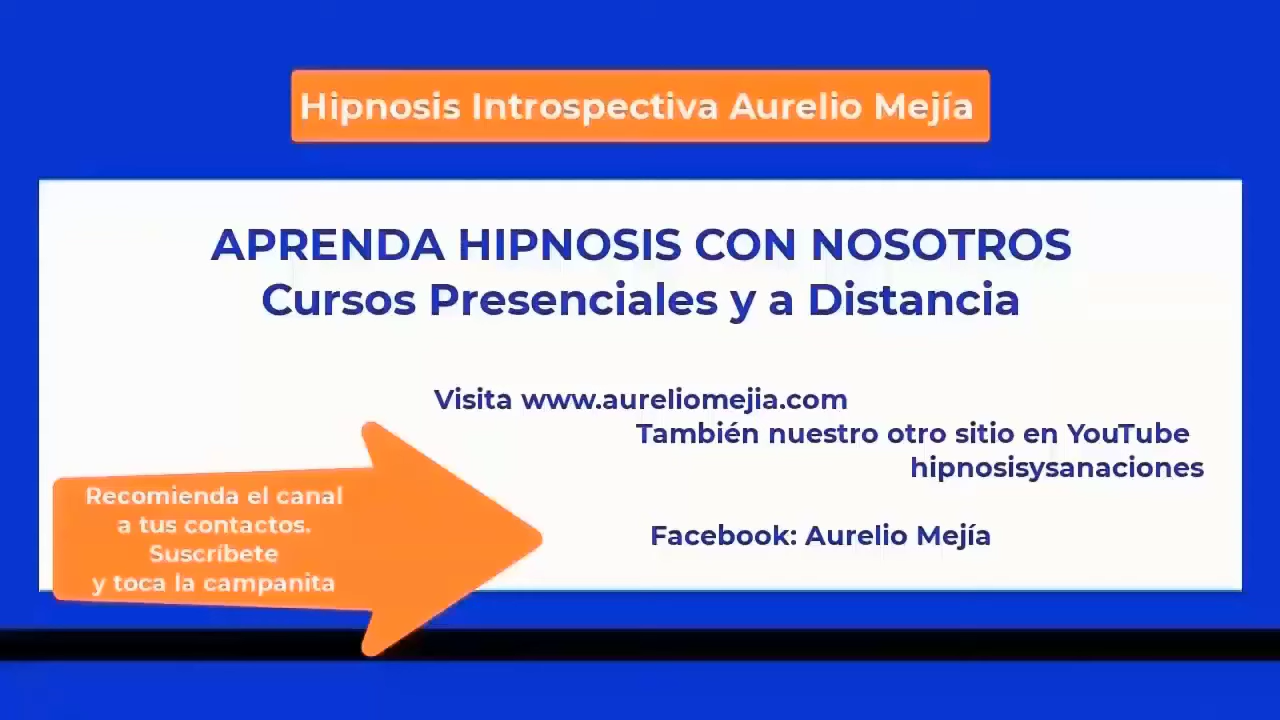 Hipnosis Introspectiva Aurelio Mejía
APRENDA HIPNOSIS CON NOSOTROS
Cursos Presenciales y a Distancia
Visita www.aureliomejia.com
También nuestro otro sitio en YouTube
hipnosisysanaciones
Facebook: Aurelio Mejía
Recomienda el canal
a tus contactos.
Suscríbete
y toca la campanita